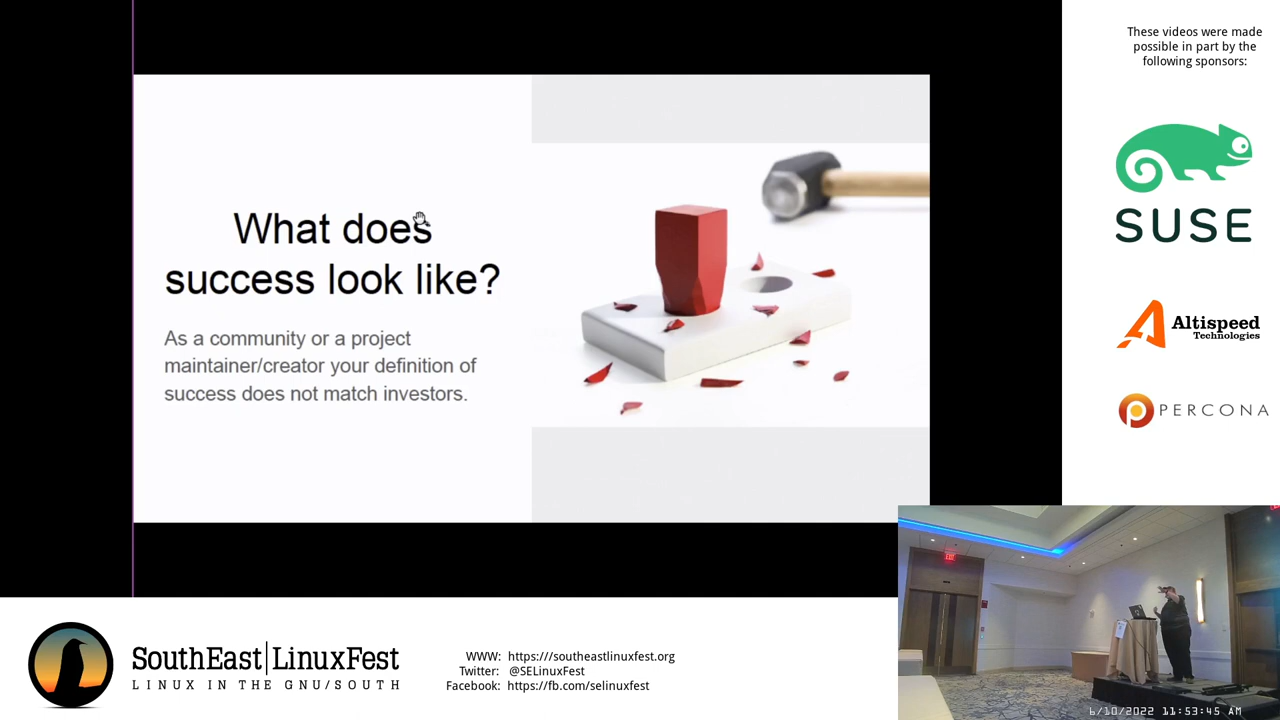 These videos were made
possible in part by the
following sponsors:
SUSE
Altispeed
Technologies
PERCONA
What does
success look like?
As a community or a project
maintainer/creator your definition of
success does not match investors.
EXIT
SouthEast|LinuxFest
LINUX IN THE GNU/SOUTH
WWW: https:///southeastlinuxfest.org
Twitter: @SELinuxFest
Facebook: https://fb.com/selinuxfest
6/10/2022 11:53:45 AM